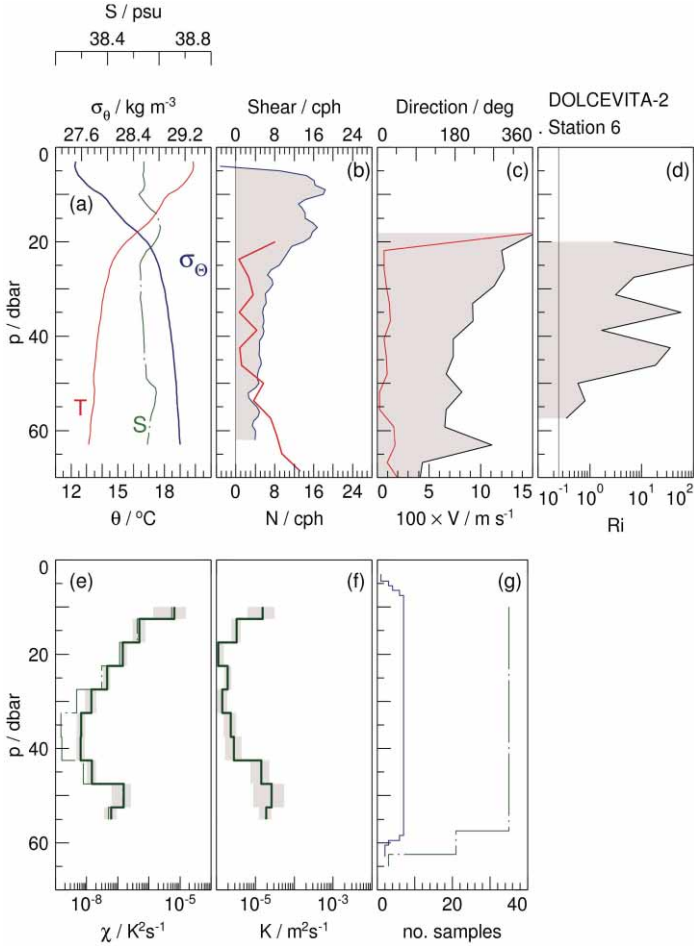 S / psu
38.4 38.8
σθ / kg m-3 Shear / cph Direction / deg DOLCEVITA-2
27.6 28.4 29.2 0 8 16 24 0 180 360 . Station 6
0 (a) (b) (c) (d)
20
40
60
p / dbar
σΘ
T
S
12 15 18 0 8 16 24 0 5 10 15 10-1 100 101 102
θ / ºC N / cph 100 × V / m s-1 Ri
0 (e) (f) (g)
20
40
60
p / dbar
10-8 10-5 10-5 10-3 0 20 40
χ / K2s-1 K / m2s-1 no. samples